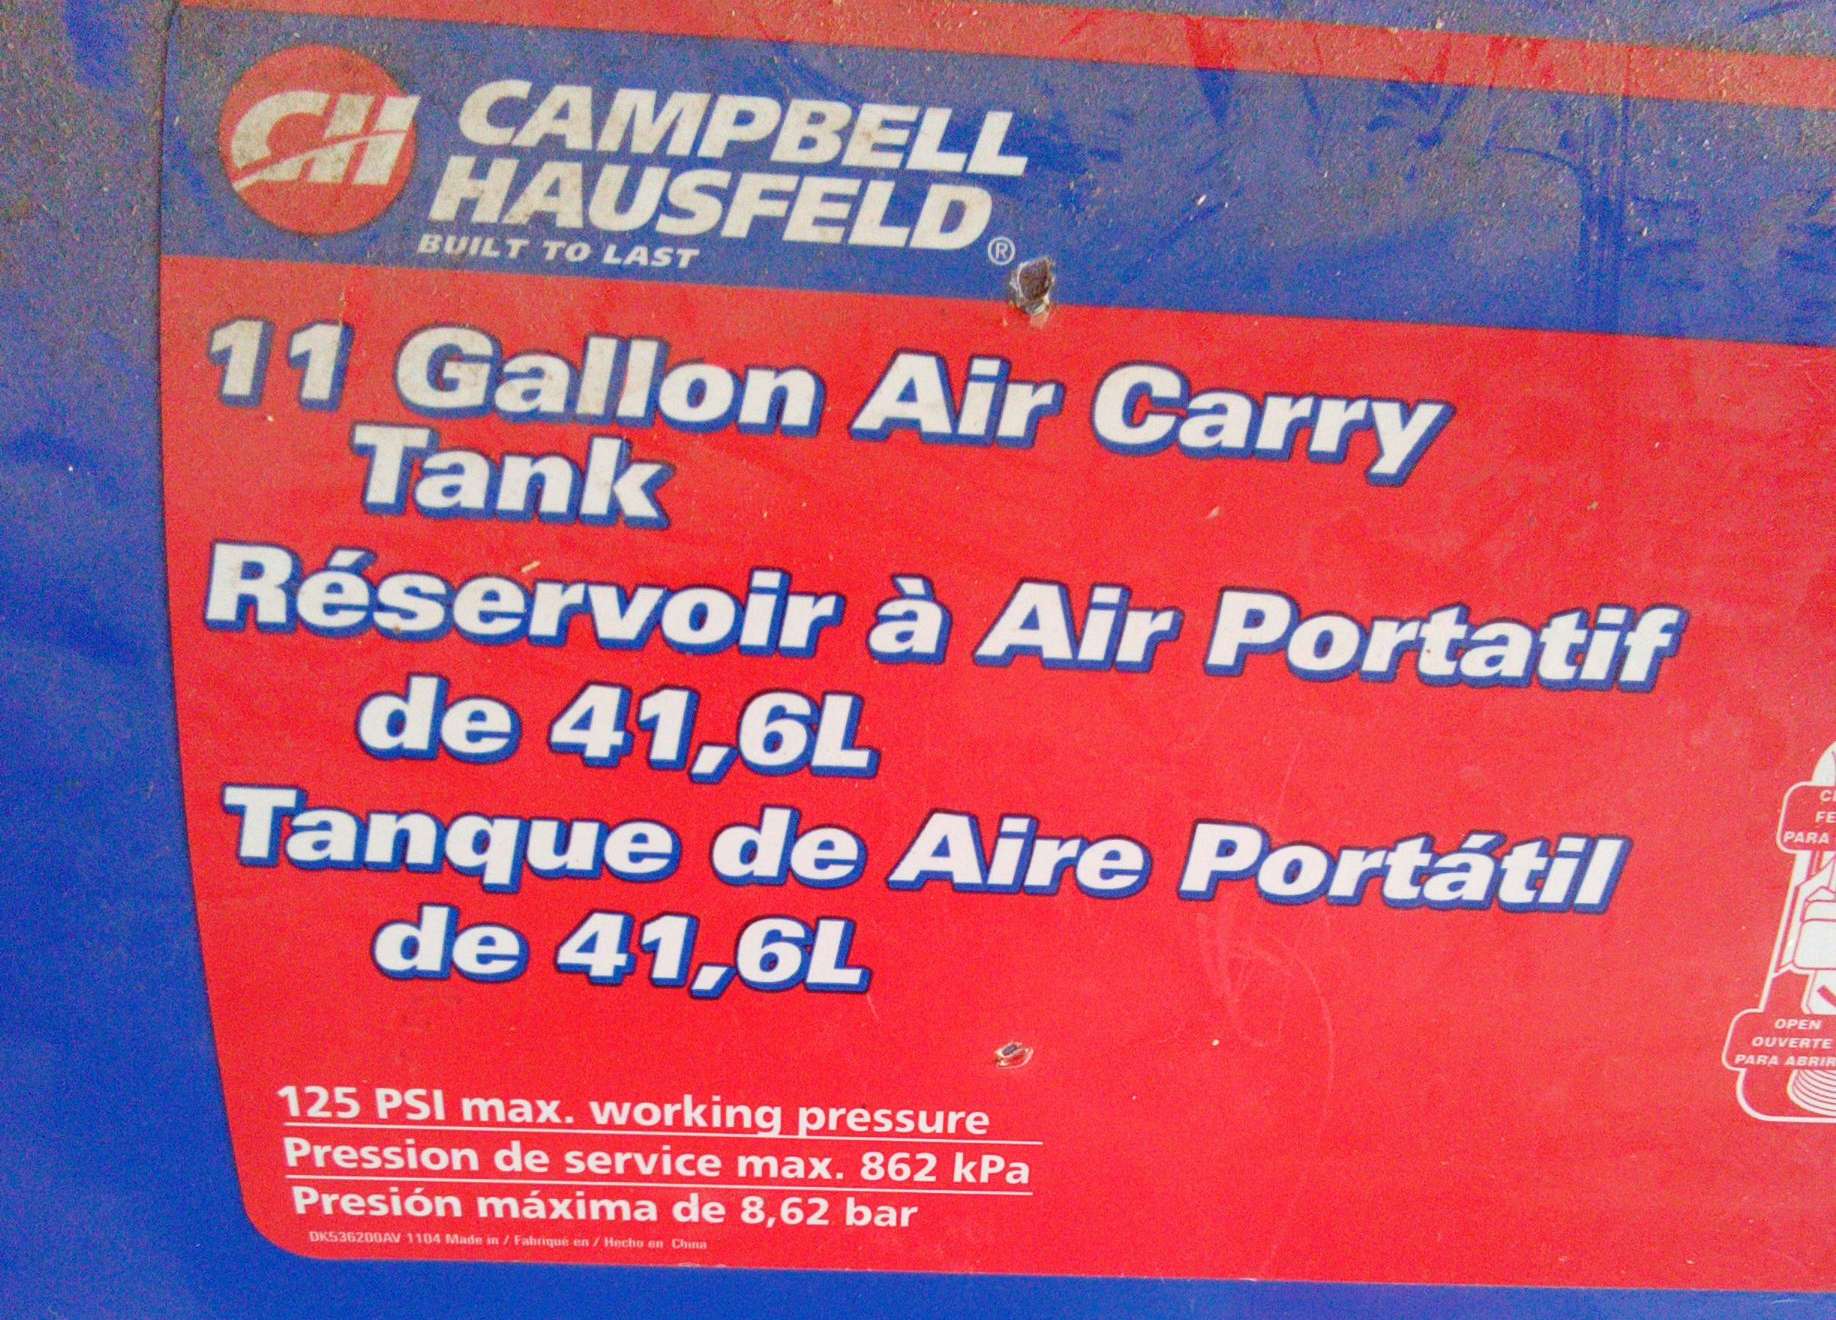 CH
CAMPBELL
HAUSFELD®
BUILT TO LAST
11 Gallon Air Carry
Tank
Réservoir à Air Portatif
de 41,6L
Tanque de Aire Portátil
de 41,6L
125 PSI max. working pressure
Pression de service max. 862 kPa
Presión máxima de 8,62 bar
DK536200AV 1104 Made in / Fabriqué en / Hecho en China
PARA
OPEN
OUVERTE
PARA ABRIR